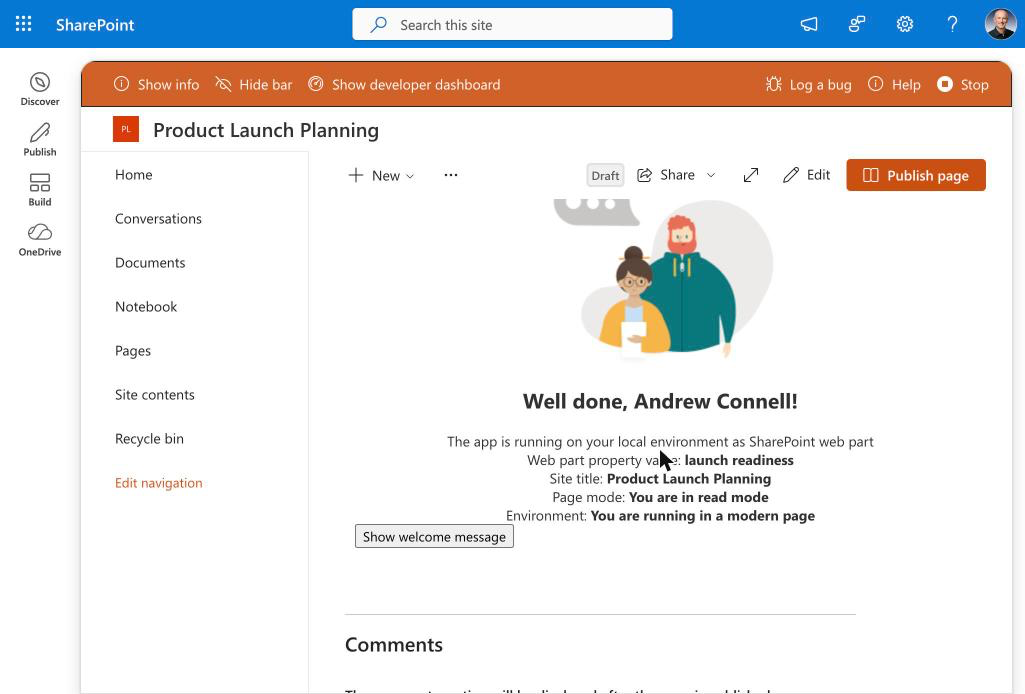 SharePoint
Search this site
Discover
Publish
Build
OneDrive
Show info
Hide bar
Show developer dashboard
Log a bug
Help
Stop
PL
Product Launch Planning
Home
Conversations
Documents
Notebook
Pages
Site contents
Recycle bin
Edit navigation
New
Draft
Share
Edit
Publish page
Well done, Andrew Connell!
The app is running on your local environment as SharePoint web part
Web part property : launch readiness
Site title: Product Launch Planning
Page mode: You are in read mode
Environment: You are running in a modern page
Show welcome message
Comments